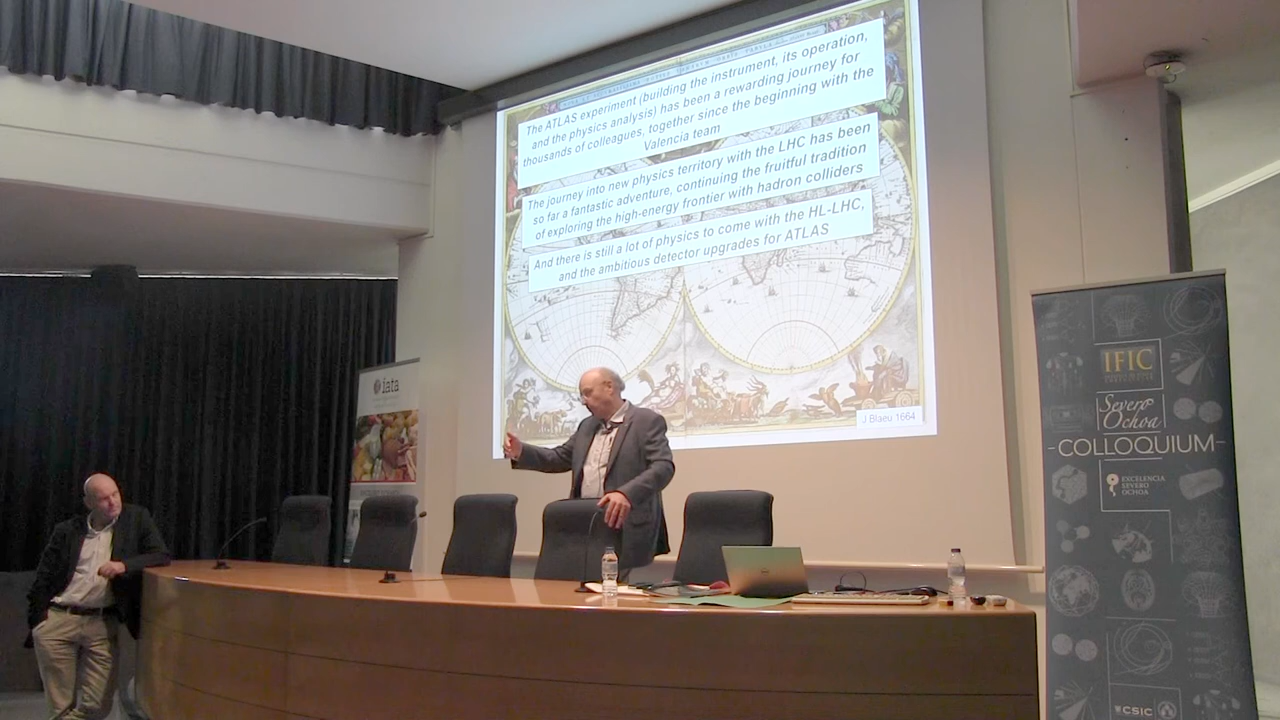 The ATLAS experiment (building the instrument, its operation,
and the physics analysis) has been a rewarding journey for
thousands of colleagues, together since the beginning with the
Valencia team
The journey into new physics territory with the LHC has been
so far a fantastic adventure, continuing the fruitful tradition
of exploring the high-energy frontier with hadron colliders
And there is still a lot of physics to come with the HL-LHC,
and the ambitious detector upgrades for ATLAS
J Blaeu 1664
iata
IFIC
Severo
Ochoa
-COLLOQUIUM-
EXCELENCIA
SEVERO
OCHOA
CSIC